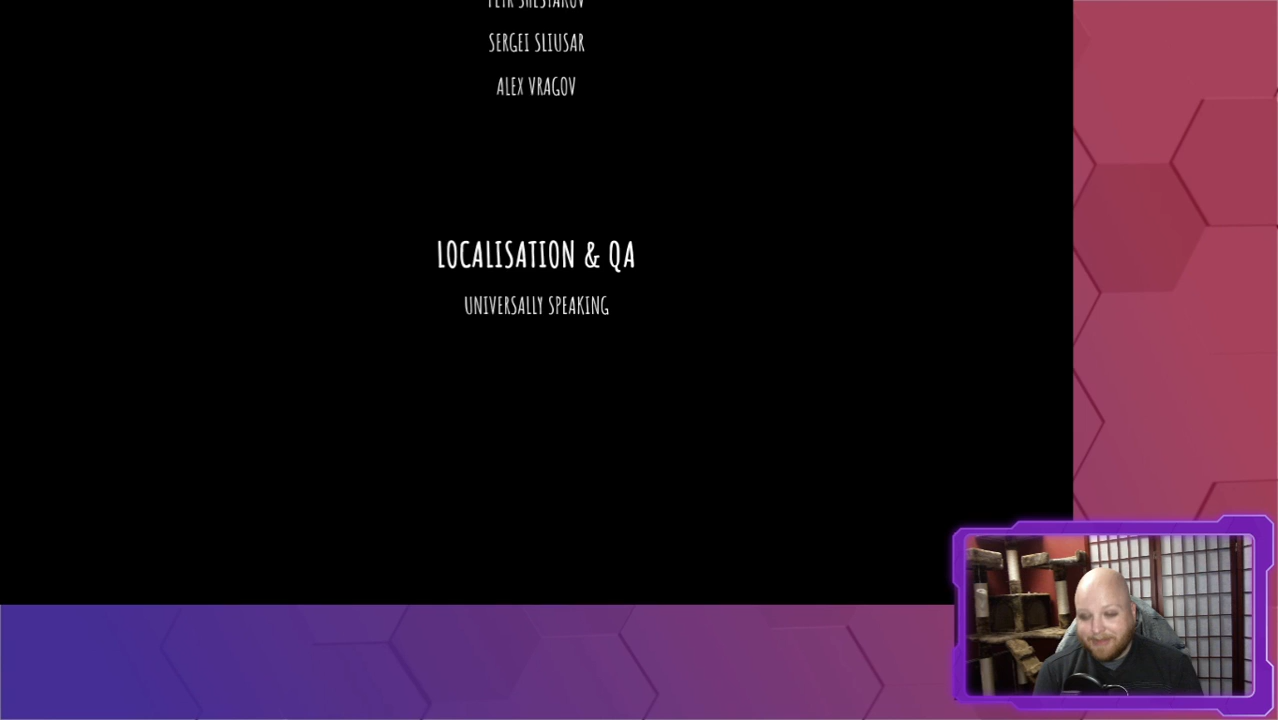 SERGEI SLIUSAR
ALEX VRAGOV
LOCALISATION & QA
UNIVERSALLY SPEAKING